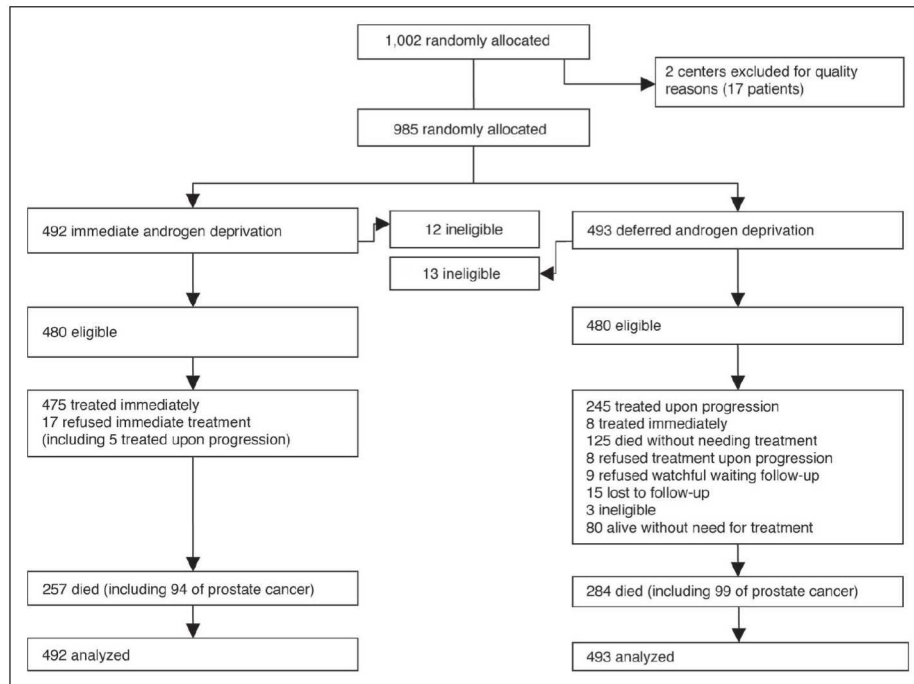 1,002 randomly allocated
2 centers excluded for quality
reasons (17 patients)
985 randomly allocated
492 immediate androgen deprivation
12 ineligible
493 deferred androgen deprivation
13 ineligible
480 eligible
480 eligible
475 treated immediately
17 refused immediate treatment
(including 5 treated upon progression)
245 treated upon progression
8 treated immediately
125 died without needing treatment
8 refused treatment upon progression
9 refused watchful waiting follow-up
15 lost to follow-up
3 ineligible
80 alive without need for treatment
257 died (including 94 of prostate cancer)
284 died (including 99 of prostate cancer)
492 analyzed
493 analyzed